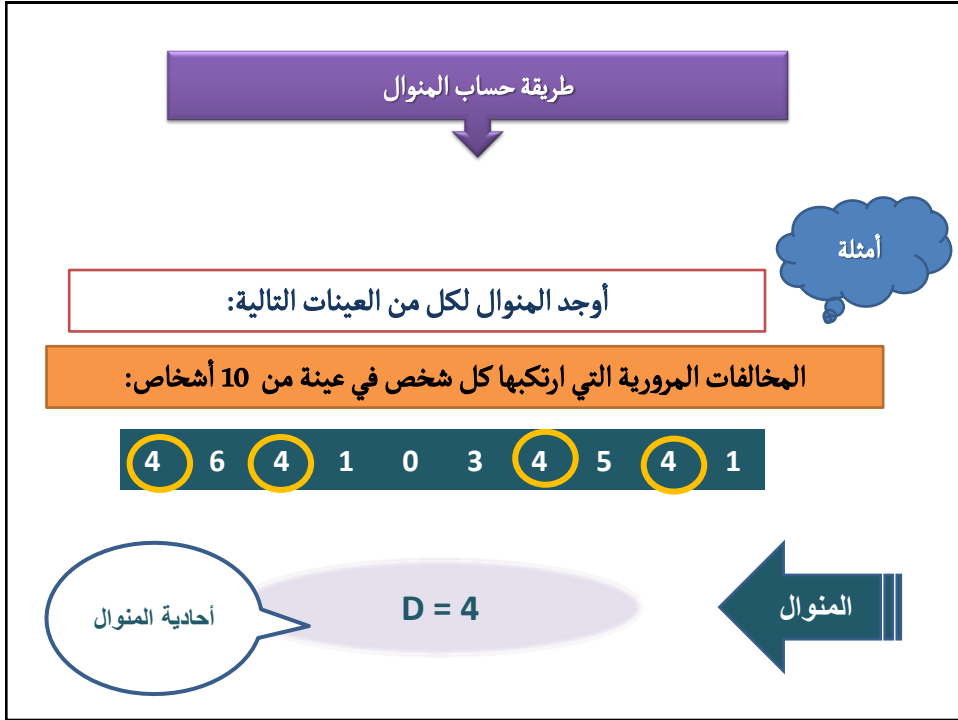 طريقة حساب المنوال
أمثلة
أوجد المنوال لكل من العينات التالية:
المخالفات المرورية التي ارتكبها كل شخص في عينة من 10 أشخاص:
4 6 4 1 0 3 4 5 4 1
المنوال
D = 4
أحادية المنوال